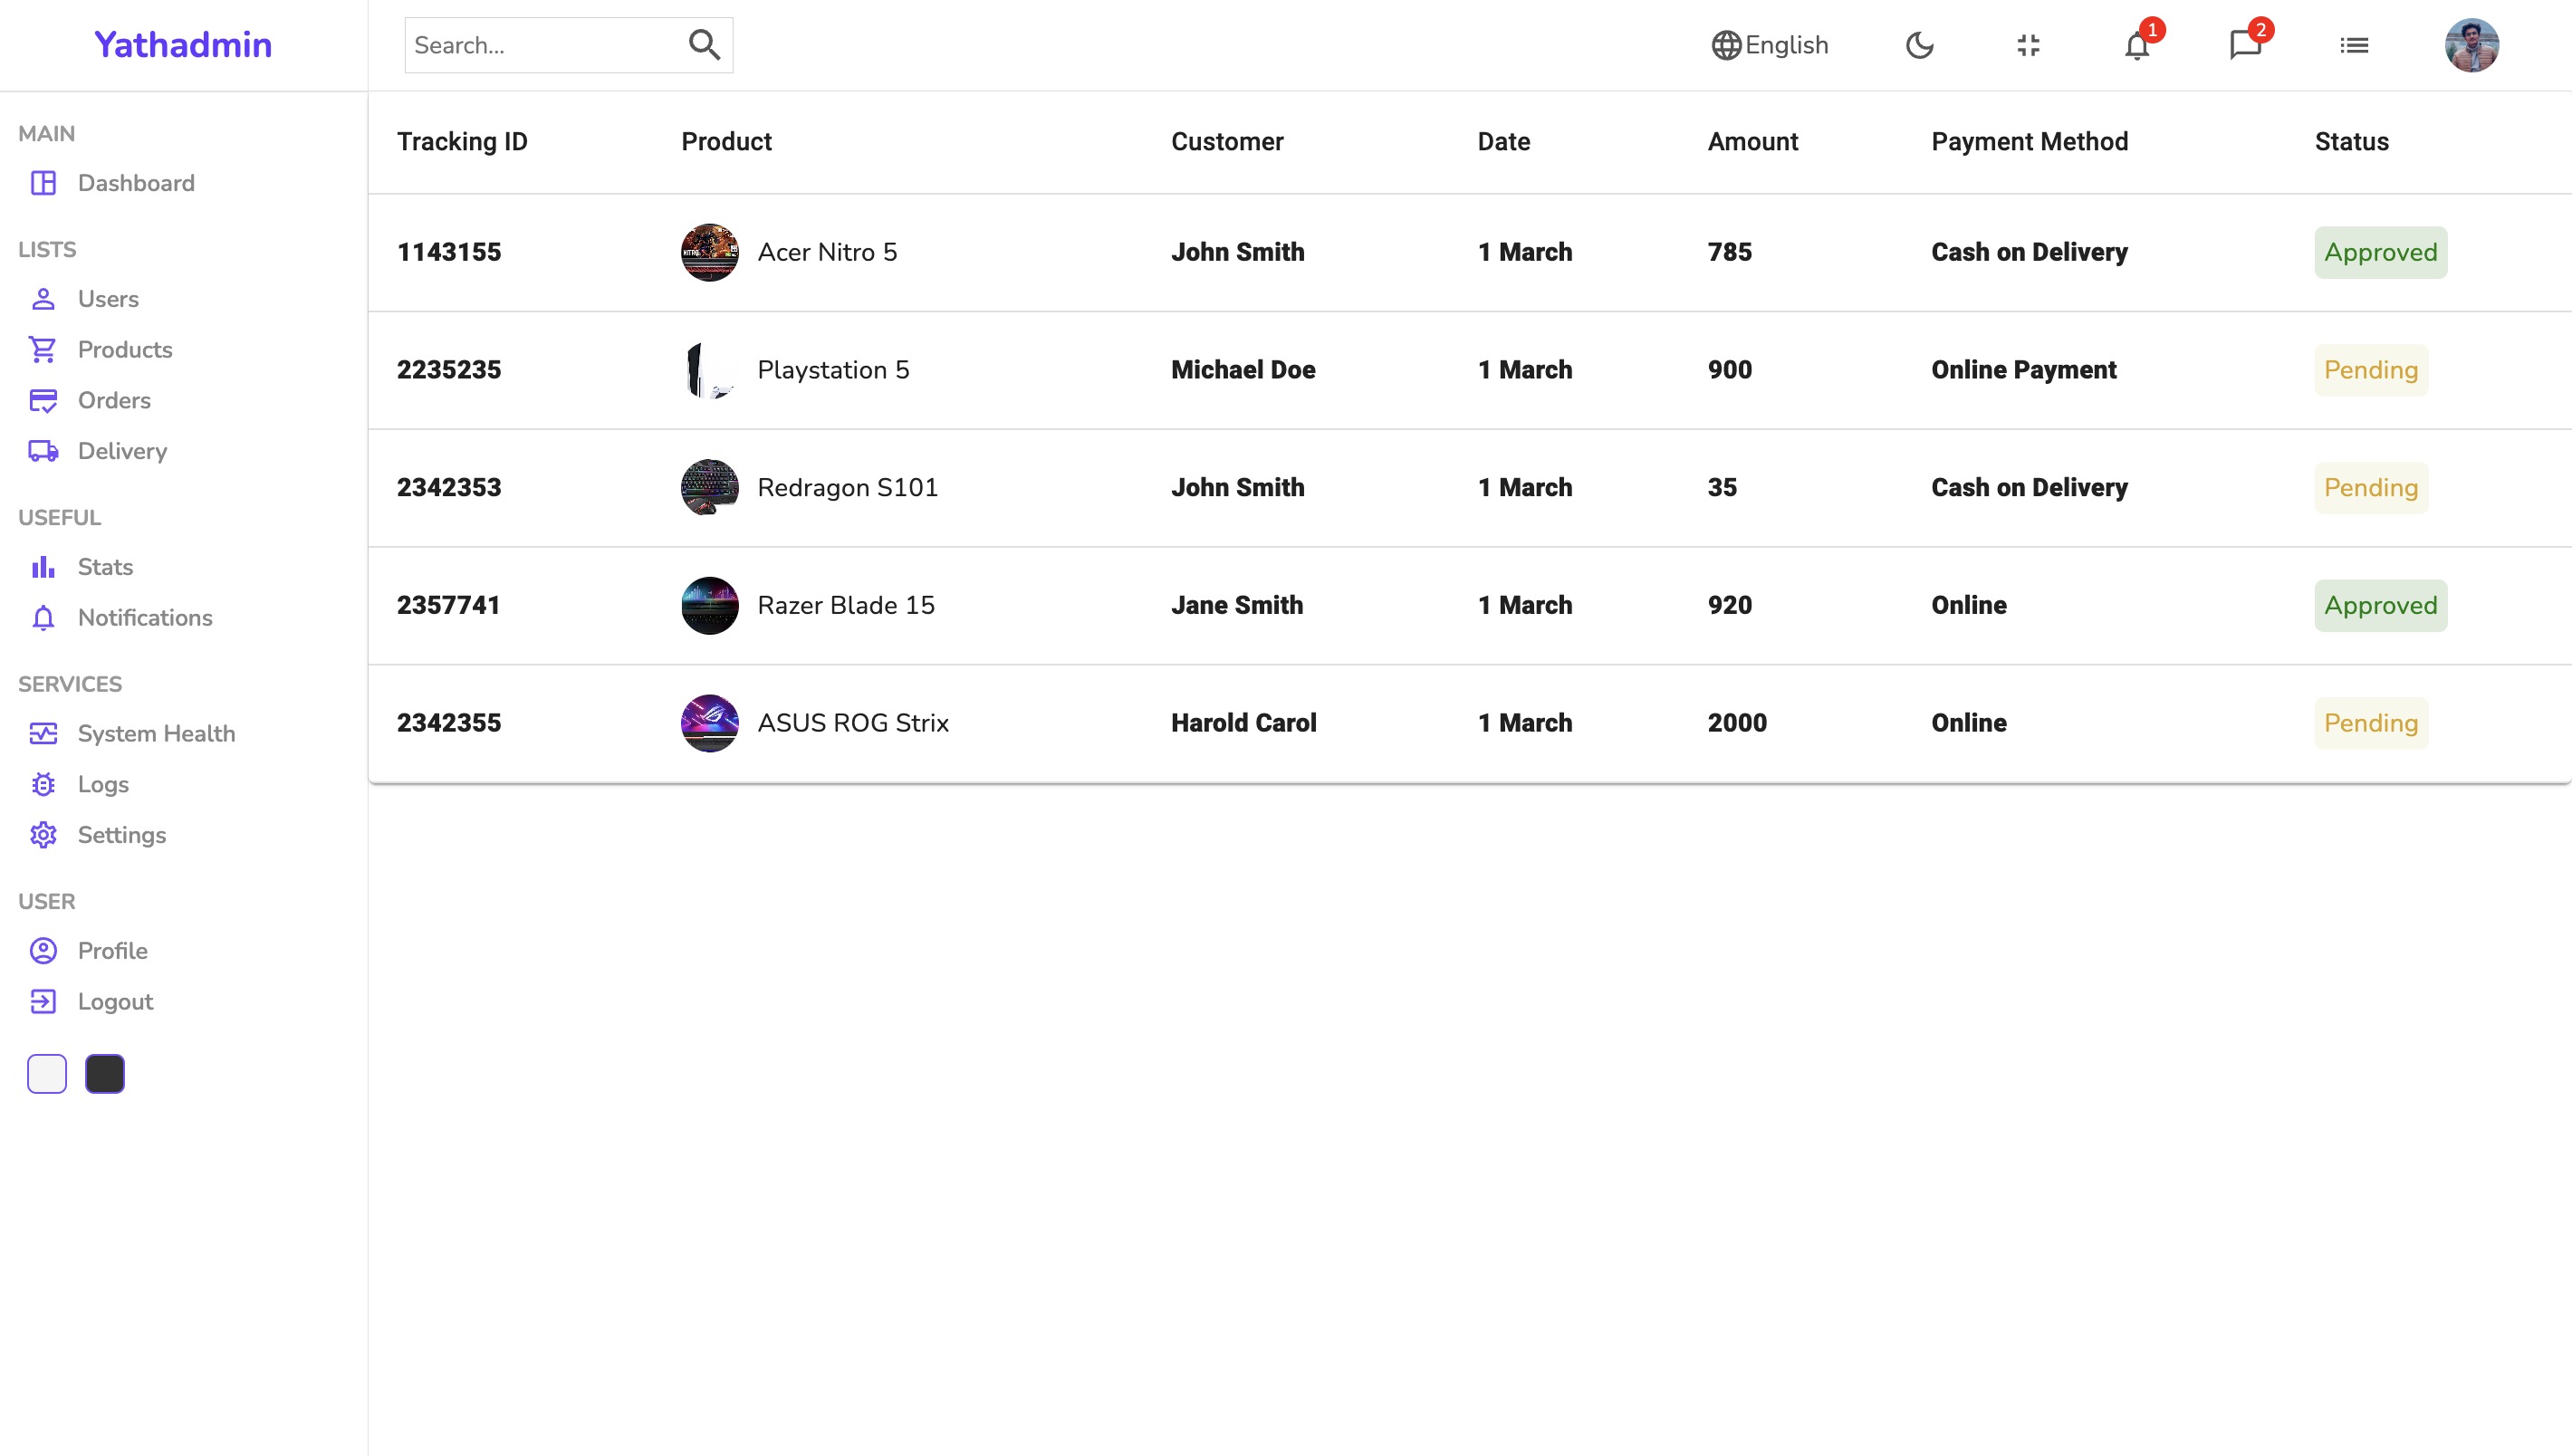 Yathadmin
Search...
English
1
2
MAIN
Dashboard
LISTS
Users
Products
Orders
Delivery
USEFUL
Stats
Notifications
SERVICES
System Health
Logs
Settings
USER
Profile
Logout
Tracking ID Product Customer Date Amount Payment Method Status
1143155 Acer Nitro 5 John Smith 1 March 785 Cash on Delivery Approved
2235235 Playstation 5 Michael Doe 1 March 900 Online Payment Pending
2342353 Redragon S101 John Smith 1 March 35 Cash on Delivery Pending
2357741 Razer Blade 15 Jane Smith 1 March 920 Online Approved
2342355 ASUS ROG Strix Harold Carol 1 March 2000 Online Pending